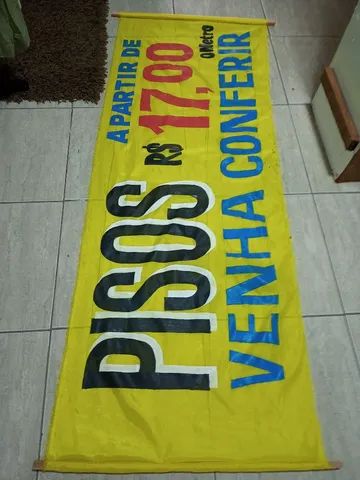 PISOS
A PARTIR DE
R$ 17,00
O Metro
VENHA CONFERIR